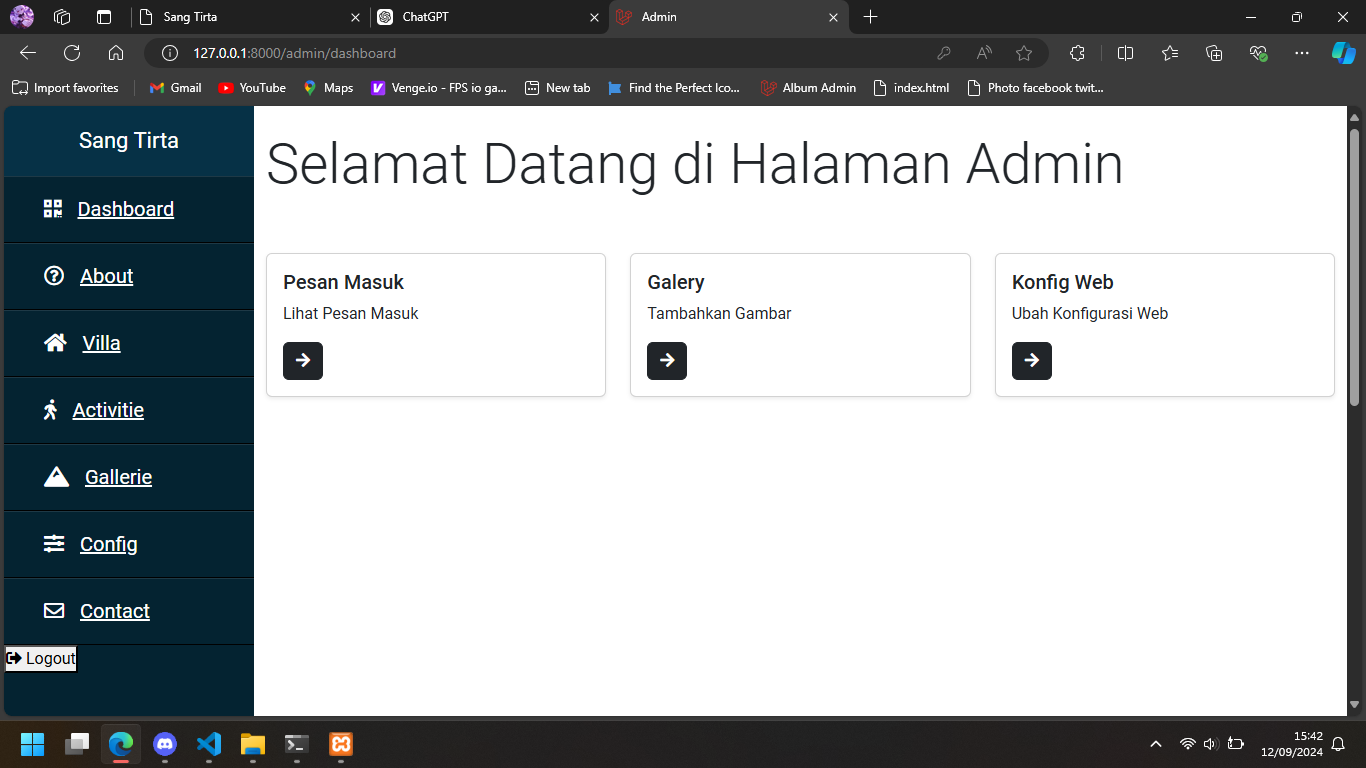 Sang Tirta
ChatGPT
Admin
127.0.0.1:8000/admin/dashboard
Import favorites
Gmail
YouTube
Maps
Venge.io - FPS io ga...
New tab
Find the Perfect Ico...
Album Admin
index.html
Photo facebook twit...
Sang Tirta
Dashboard
About
Villa
Activitie
Gallerie
Config
Contact
Logout
Selamat Datang di Halaman Admin
Pesan Masuk
Lihat Pesan Masuk
Galery
Tambahkan Gambar
Konfig Web
Ubah Konfigurasi Web
15:42
12/09/2024